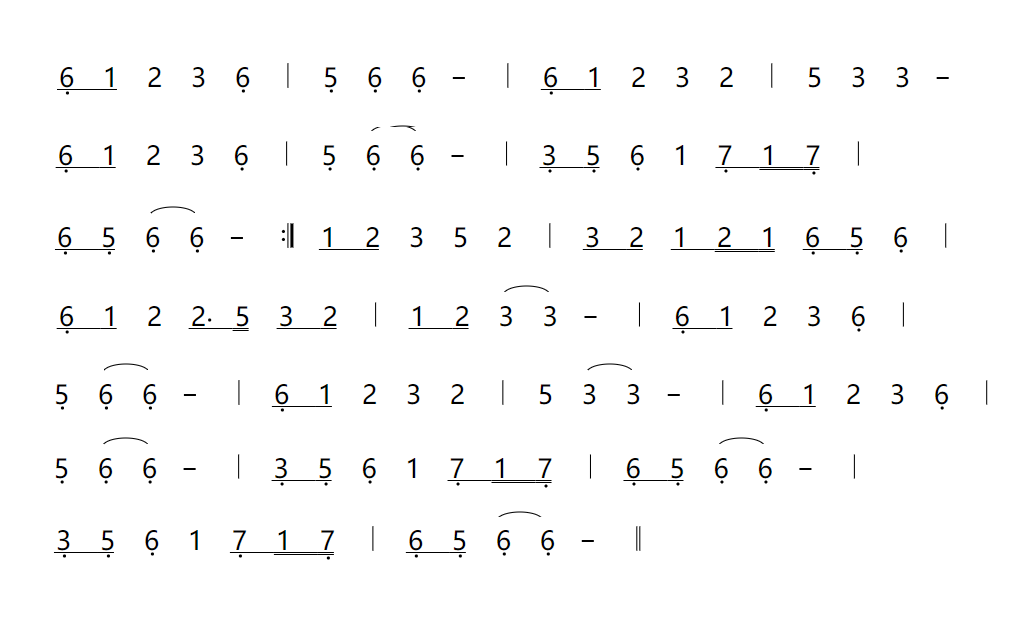 6̣ 1 2 3 6̣ | 5̣ 6̣ 6̣ – | 6̣ 1 2 3 2 | 5 3 3 –
6̣ 1 2 3 6̣ | 5̣ 6̣ 6̣ – | 3̣ 5̣ 6̣ 1 7̣ 1 7̣ |
6̣ 5̣ 6̣ 6̣ – :‖ 1 2 3 5 2 | 3 2 1 2 1 6̣ 5̣ 6̣ |
6̣ 1 2 2· 5 3 2 | 1 2 3 3 – | 6̣ 1 2 3 6̣ |
5̣ 6̣ 6̣ – | 6̣ 1 2 3 2 | 5 3 3 – | 6̣ 1 2 3 6̣ |
5̣ 6̣ 6̣ – | 3̣ 5̣ 6̣ 1 7̣ 1 7̣ | 6̣ 5̣ 6̣ 6̣ – |
3̣ 5̣ 6̣ 1 7̣ 1 7̣ | 6̣ 5̣ 6̣ 6̣ – ‖